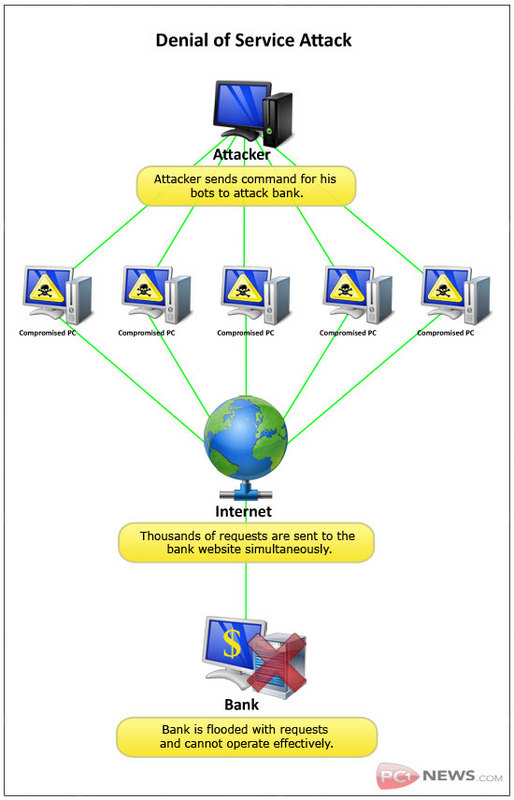 Denial of Service Attack
Attacker
Attacker sends command for his
bots to attack bank.
Compromised PC
Compromised PC
Compromised PC
Compromised PC
Compromised PC
Internet
Thousands of requests are sent to the
bank website simultaneously.
$
Bank
Bank is flooded with requests
and cannot operate effectively.
PC1 NEWS.COM